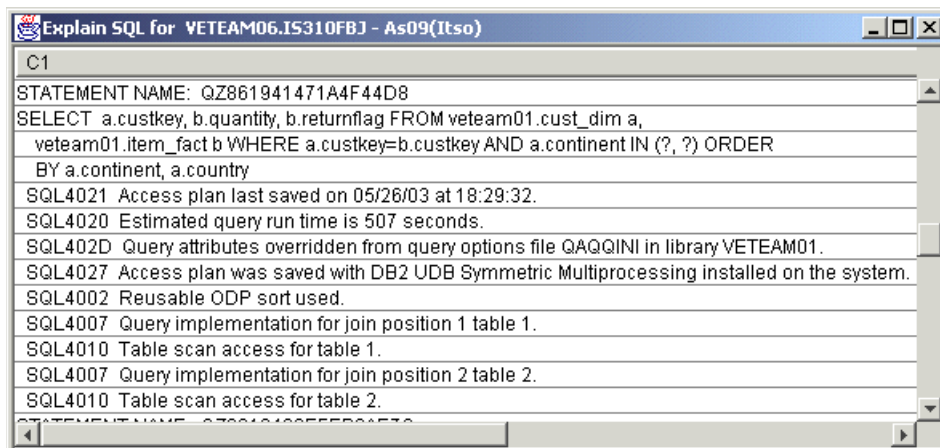 Explain SQL for VETEAM06.IS310FBJ - As09(Itso)
C1
STATEMENT NAME: QZ861941471A4F44D8
SELECT a.custkey, b.quantity, b.returnflag FROM veteam01.cust_dim a,
veteam01.item_fact b WHERE a.custkey=b.custkey AND a.continent IN (?, ?) ORDER
BY a.continent, a.country
SQL4021 Access plan last saved on 05/26/03 at 18:29:32.
SQL4020 Estimated query run time is 507 seconds.
SQL402D Query attributes overridden from query options file QAQQINI in library VETEAM01.
SQL4027 Access plan was saved with DB2 UDB Symmetric Multiprocessing installed on the system.
SQL4002 Reusable ODP sort used.
SQL4007 Query implementation for join position 1 table 1.
SQL4010 Table scan access for table 1.
SQL4007 Query implementation for join position 2 table 2.
SQL4010 Table scan access for table 2.
STATEMENT NAME: